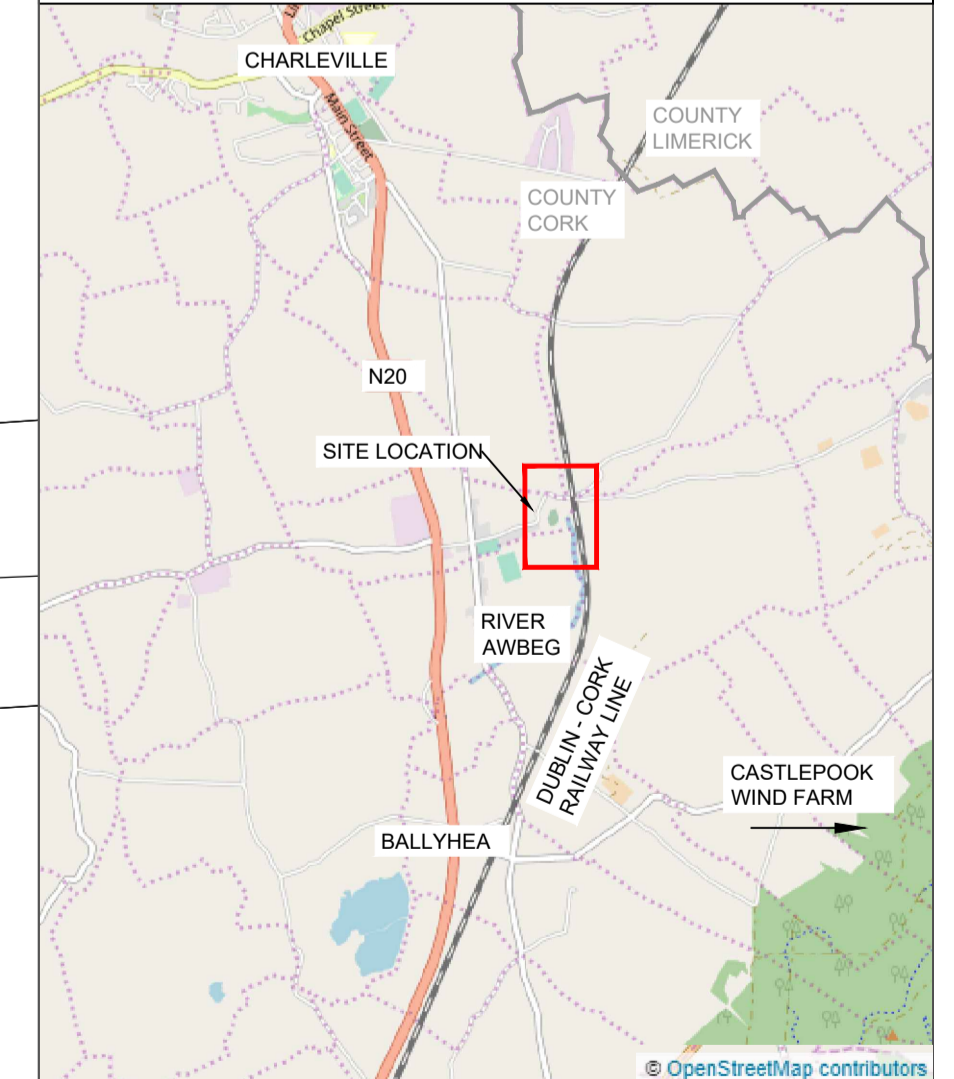 Chapel Street
CHARLEVILLE
Main Street
COUNTY
LIMERICK
COUNTY
CORK
N20
SITE LOCATION
RIVER
AWBEG
DUBLIN - CORK
RAILWAY LINE
CASTLEPOOK
WIND FARM
BALLYHEA
© OpenStreetMap contributors